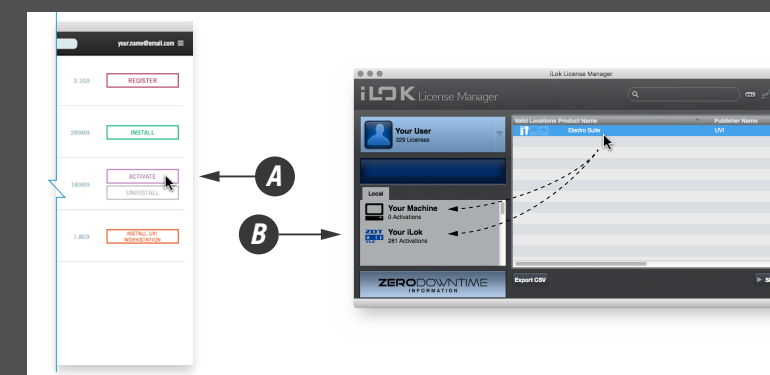 your.name@email.com
3.1GB
REGISTER
289MB
INSTALL
189MB
ACTIVATE
UNINSTALL
1.8GB
INSTALL UVI
WORKSTATION
A
B
iLok License Manager
iLOK License Manager
Your User
329 Licenses
Local
Your Machine
0 Activations
ZDT
TLC
Your iLok
281 Activations
ZERODOWNTIME
INFORMATION
Valid Locations Product Name Publisher Name
Electro Suite UVI
Export CSV